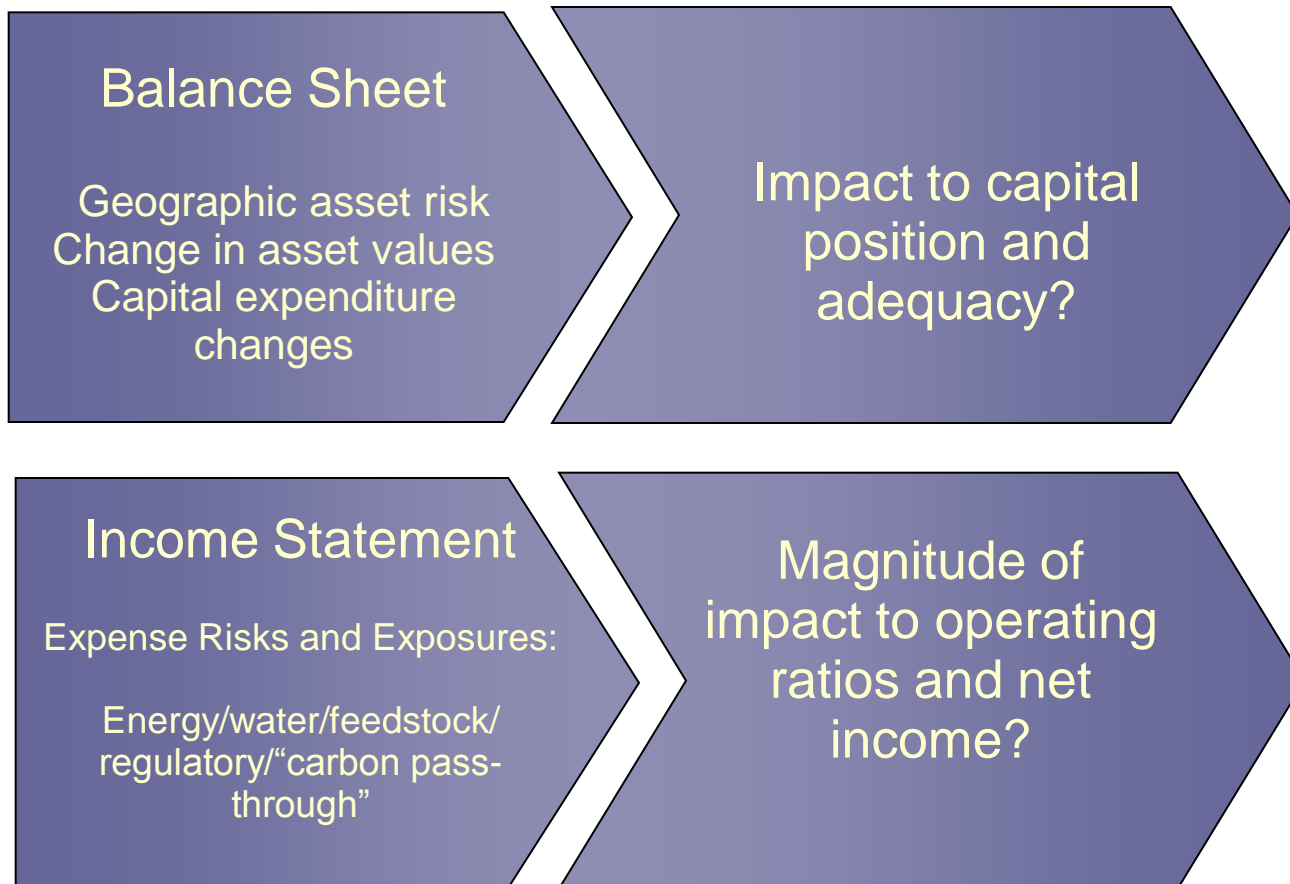 Balance Sheet
Geographic asset risk
Change in asset values
Capital expenditure
changes
Impact to capital
position and
adequacy?
Income Statement
Expense Risks and Exposures:
Energy/water/feedstock/
regulatory/“carbon pass-
through”
Magnitude of
impact to operating
ratios and net
income?